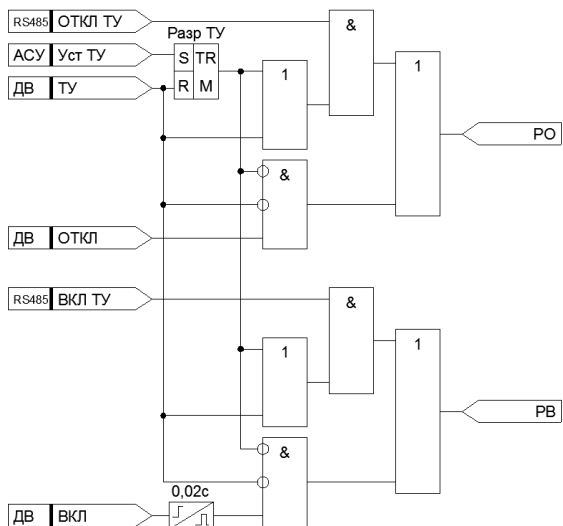 RS485 ОТКЛ ТУ
АСУ Уст ТУ
ДВ ТУ
Разр ТУ
S TR
R M
1
&
1
РО
&
ДВ ОТКЛ
RS485 ВКЛ ТУ
&
1
1
РВ
&
0,02с
ДВ ВКЛ